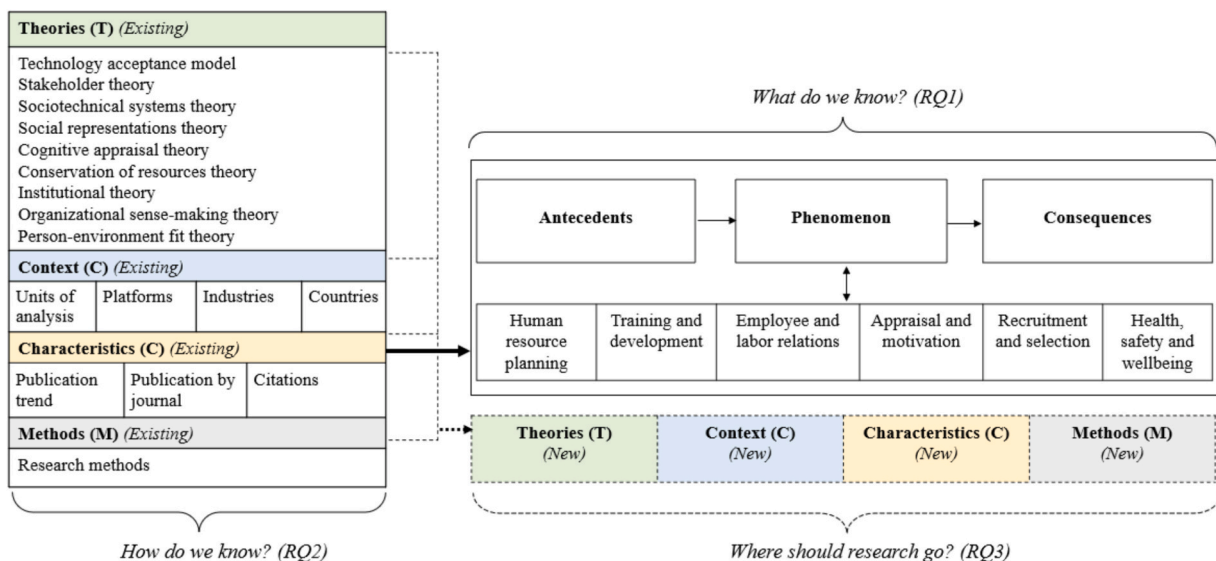 Theories (T) (Existing)
Technology acceptance model
Stakeholder theory
Sociotechnical systems theory
Social representations theory
Cognitive appraisal theory
Conservation of resources theory
Institutional theory
Organizational sense-making theory
Person-environment fit theory
Context (C) (Existing)
Units of
analysis
Platforms
Industries
Countries
Characteristics (C) (Existing)
Publication
trend
Publication by
journal
Citations
Methods (M) (Existing)
Research methods
How do we know? (RQ2)
What do we know? (RQ1)
Antecedents
Phenomenon
Consequences
Human
resource
planning
Training and
development
Employee and
labor relations
Appraisal and
motivation
Recruitment
and selection
Health,
safety and
wellbeing
Theories (T)
(New)
Context (C)
(New)
Characteristics (C)
(New)
Methods (M)
(New)
Where should research go? (RQ3)